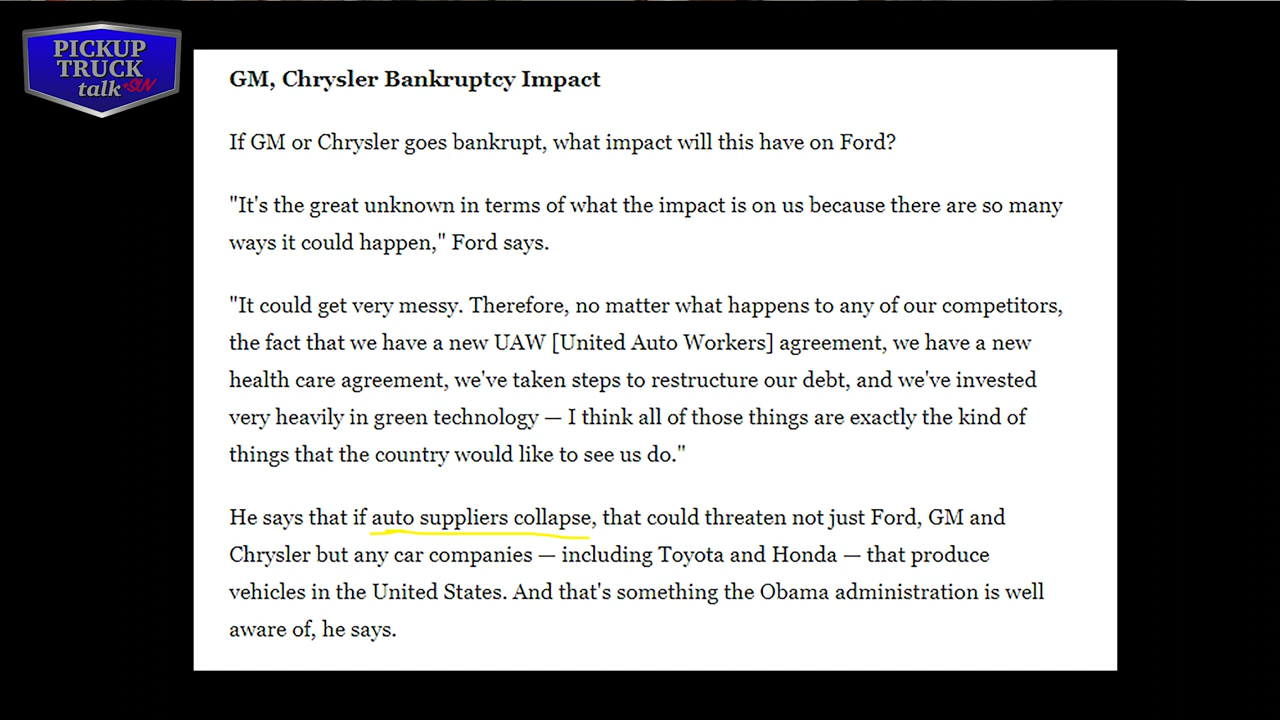 PICKUP
TRUCK
talk +SUV
GM, Chrysler Bankruptcy Impact
If GM or Chrysler goes bankrupt, what impact will this have on Ford?
"It's the great unknown in terms of what the impact is on us because there are so many
ways it could happen," Ford says.
"It could get very messy. Therefore, no matter what happens to any of our competitors,
the fact that we have a new UAW [United Auto Workers] agreement, we have a new
health care agreement, we've taken steps to restructure our debt, and we've invested
very heavily in green technology — I think all of those things are exactly the kind of
things that the country would like to see us do."
He says that if auto suppliers collapse, that could threaten not just Ford, GM and
Chrysler but any car companies — including Toyota and Honda — that produce
vehicles in the United States. And that's something the Obama administration is well
aware of, he says.